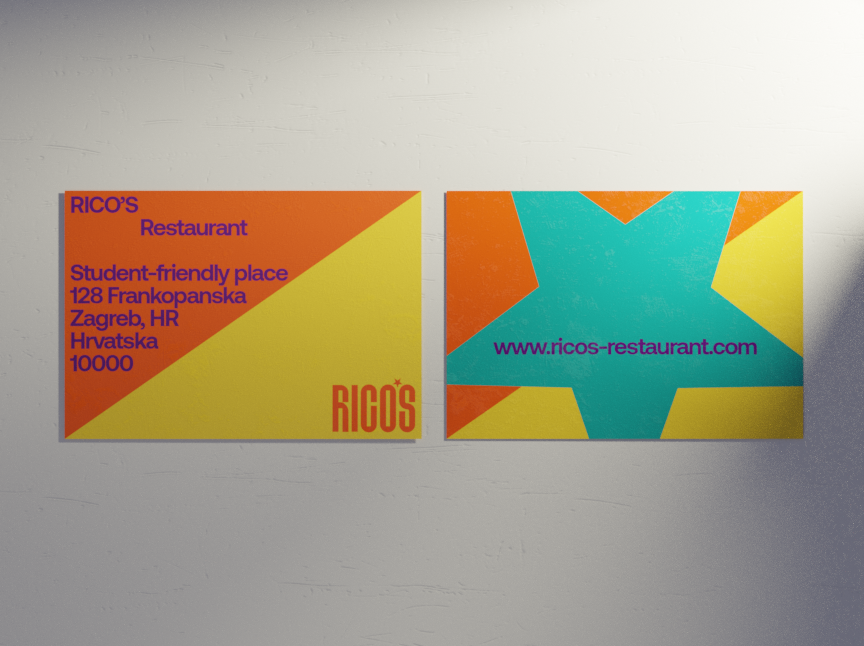 RICO’S
Restaurant
Student-friendly place
128 Frankopanska
Zagreb, HR
Hrvatska
10000
RICO'S
www.ricos-restaurant.com